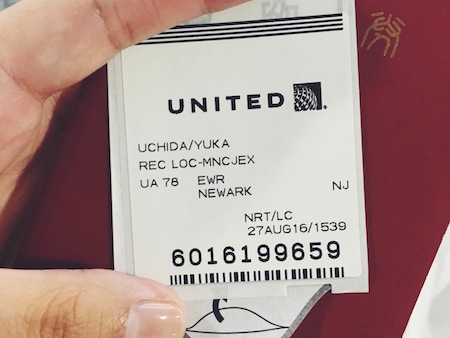 UNITED
UCHIDA/YUKA
REC LOC-MNCJEX
UA 78 EWR
NEWARK NJ
NRT/LC
27AUG16/1539
6016199659